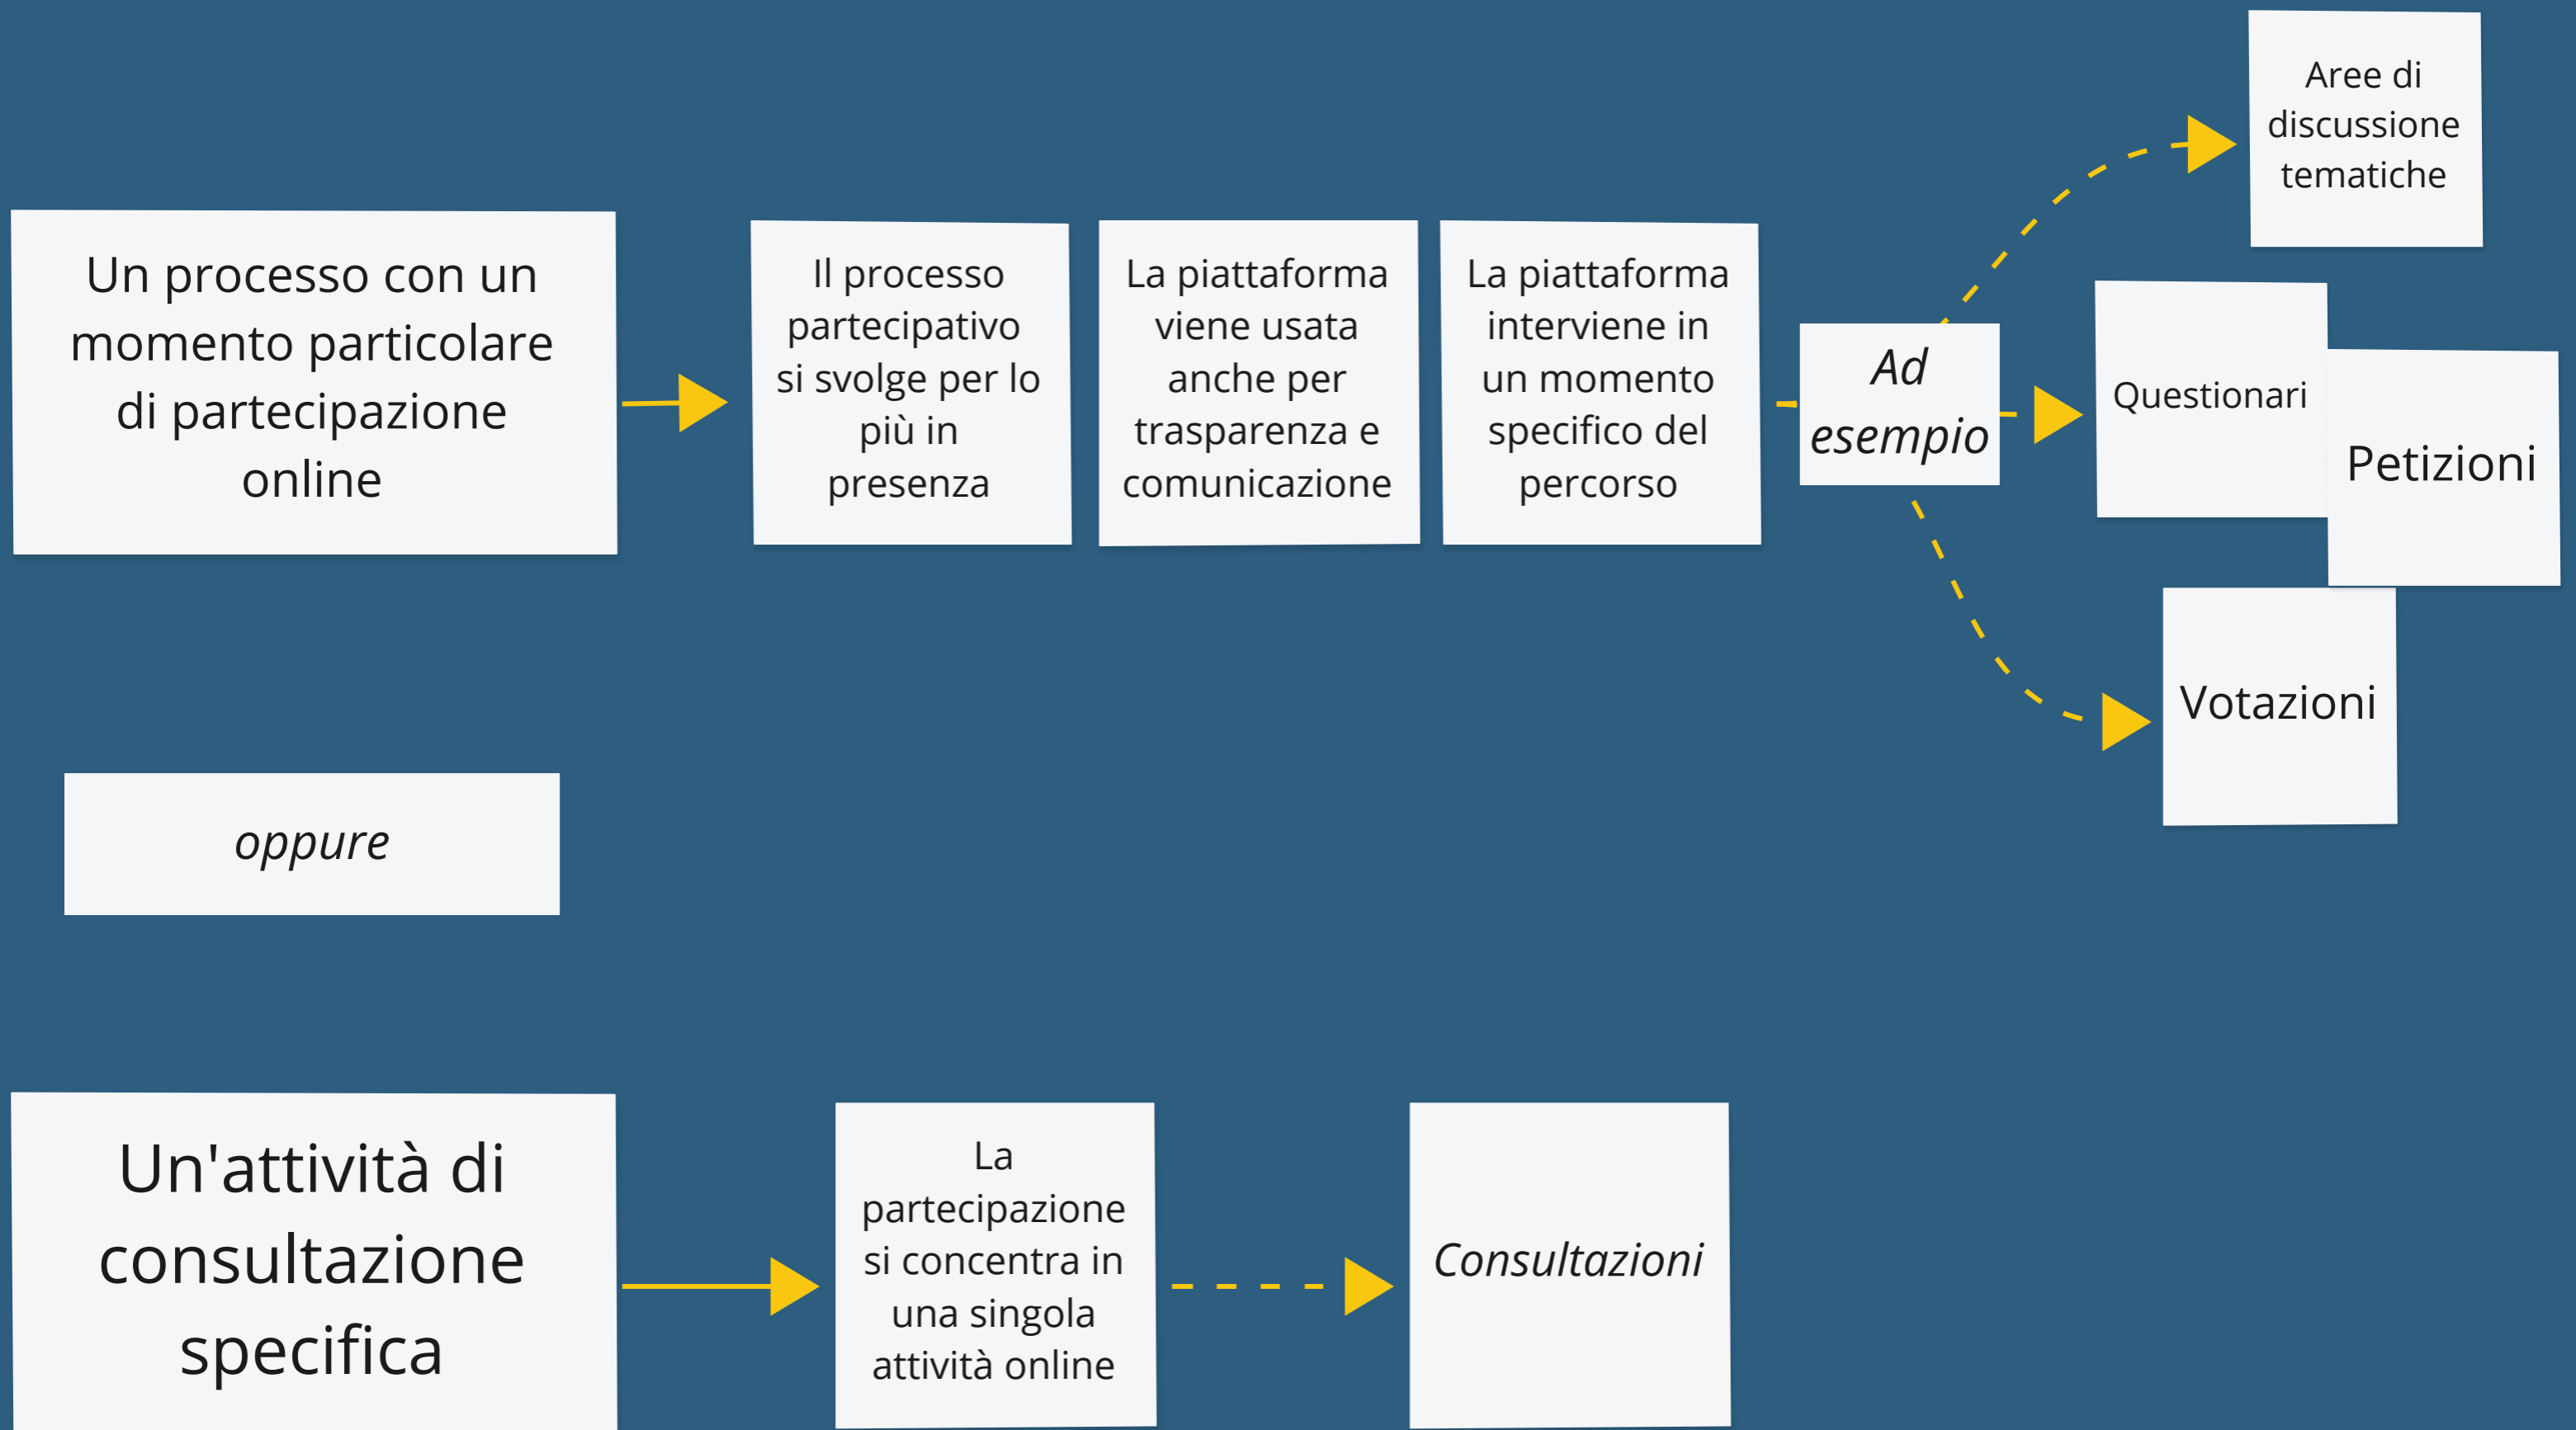 Un processo con un
momento particolare
di partecipazione
online
Il processo
partecipativo
si svolge per lo
più in
presenza
La piattaforma
viene usata
anche per
trasparenza e
comunicazione
La piattaforma
interviene in
un momento
specifico del
percorso
Ad
esempio
Aree di
discussione
tematiche
Questionari
Petizioni
Votazioni
oppure
Un'attività di
consultazione
specifica
La
partecipazione
si concentra in
una singola
attività online
Consultazioni